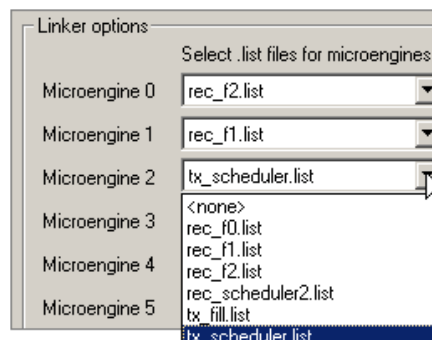 Linker options
Select .list files for microengines
Microengine 0 rec_f2.list
Microengine 1 rec_f1.list
Microengine 2 tx_scheduler.list
<none>
rec_f0.list
Microengine 3
rec_f1.list
rec_f2.list
Microengine 4
rec_scheduler2.list
Microengine 5 tx_fill.list
tx_scheduler.list